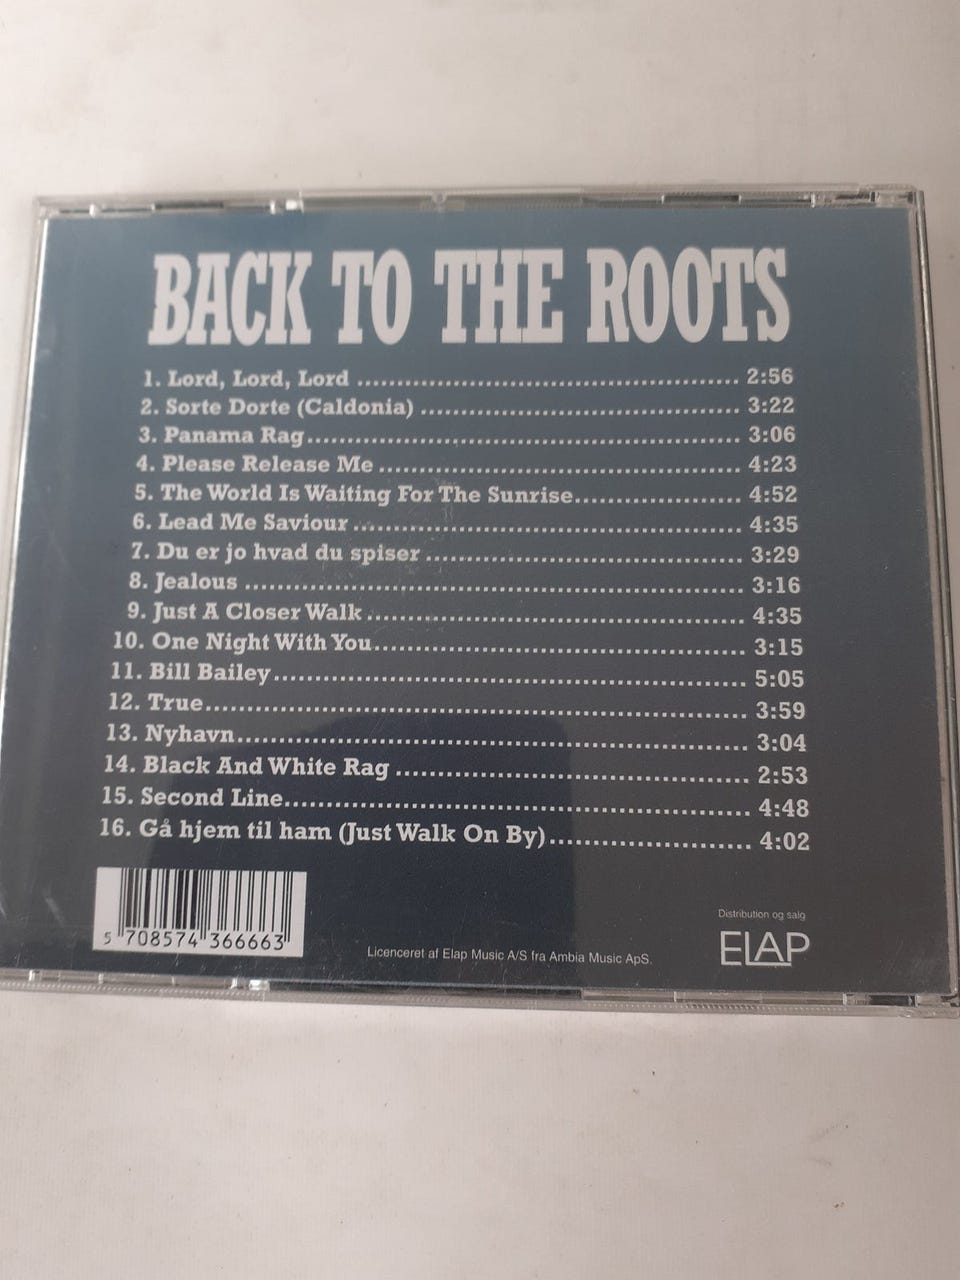 BACK TO THE ROOTS
1. Lord, Lord, Lord ........................................ 2:56
2. Sorte Dorte (Caldonia) ........................................ 3:22
3. Panama Rag........................................ 3:06
4. Please Release Me ........................................ 4:23
5. The World Is Waiting For The Sunrise..................... 4:52
6. Lead Me Saviour ........................................ 4:35
7. Du er jo hvad du spiser ........................................ 3:29
8. Jealous ........................................ 3:16
9. Just A Closer Walk ........................................ 4:35
10. One Night With You........................................ 3:15
11. Bill Bailey........................................ 5:05
12. True........................................ 3:59
13. Nyhavn........................................ 3:04
14. Black And White Rag ........................................ 2:53
15. Second Line........................................ 4:48
16. Gå hjem til ham (Just Walk On By)......................... 4:02
5 708574 366663
Licenceret af Elap Music A/S fra Ambia Music ApS.
Distribution og salg
ELAP